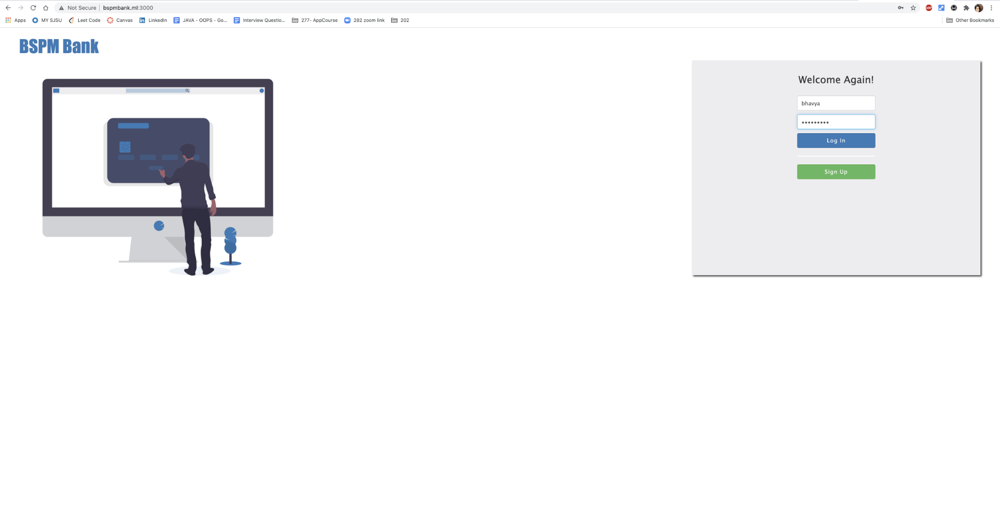 Not Secure | bspmbank.ml:3000
ABP
Apps MY SJSU Leet Code Canvas LinkedIn JAVA - OOPS - Go... Interview Questio... 277- AppCourse 282 zoom link 202 Other Bookmarks
BSPM Bank
Welcome Again!
bhavya
•••••••••
Log In
Sign Up